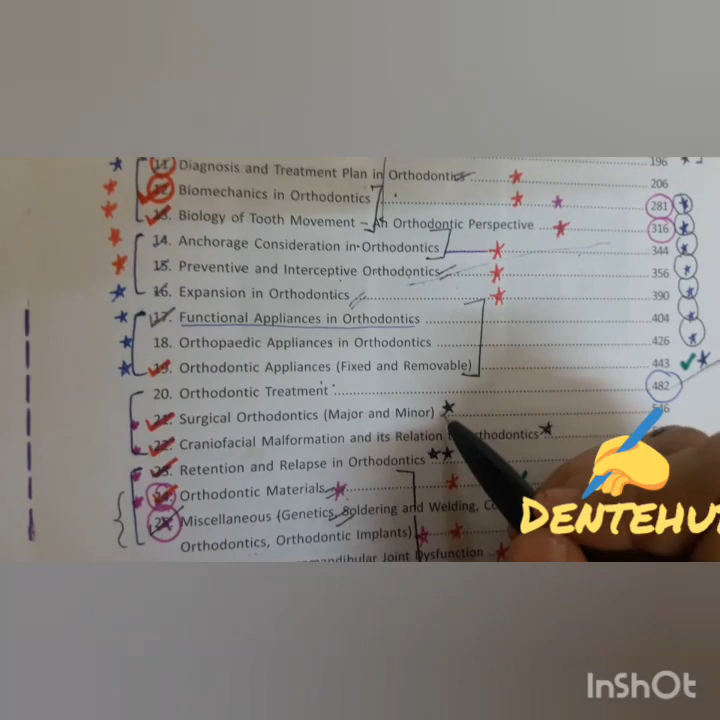 11. Diagnosis and Treatment Plan in Orthodontics ........ 196
12. Biomechanics in Orthodontics ........ 206
13. Biology of Tooth Movement – An Orthodontic Perspective ........ 281
14. Anchorage Consideration in Orthodontics ........ 316
344
15. Preventive and Interceptive Orthodontics ........ 356
16. Expansion in Orthodontics ........ 390
17. Functional Appliances in Orthodontics ........ 404
18. Orthopaedic Appliances in Orthodontics ........ 426
19. Orthodontic Appliances (Fixed and Removable) ........ 443
20. Orthodontic Treatment ........ 482
21. Surgical Orthodontics (Major and Minor) ........
22. Craniofacial Malformation and its Relation Orthodontics
23. Retention and Relapse in Orthodontics
24. Orthodontic Materials ........
25. Miscellaneous (Genetics, Soldering and Welding,
Orthodontics, Orthodontic Implants)
Joint Dysfunction
DENTEHUB
InShOt